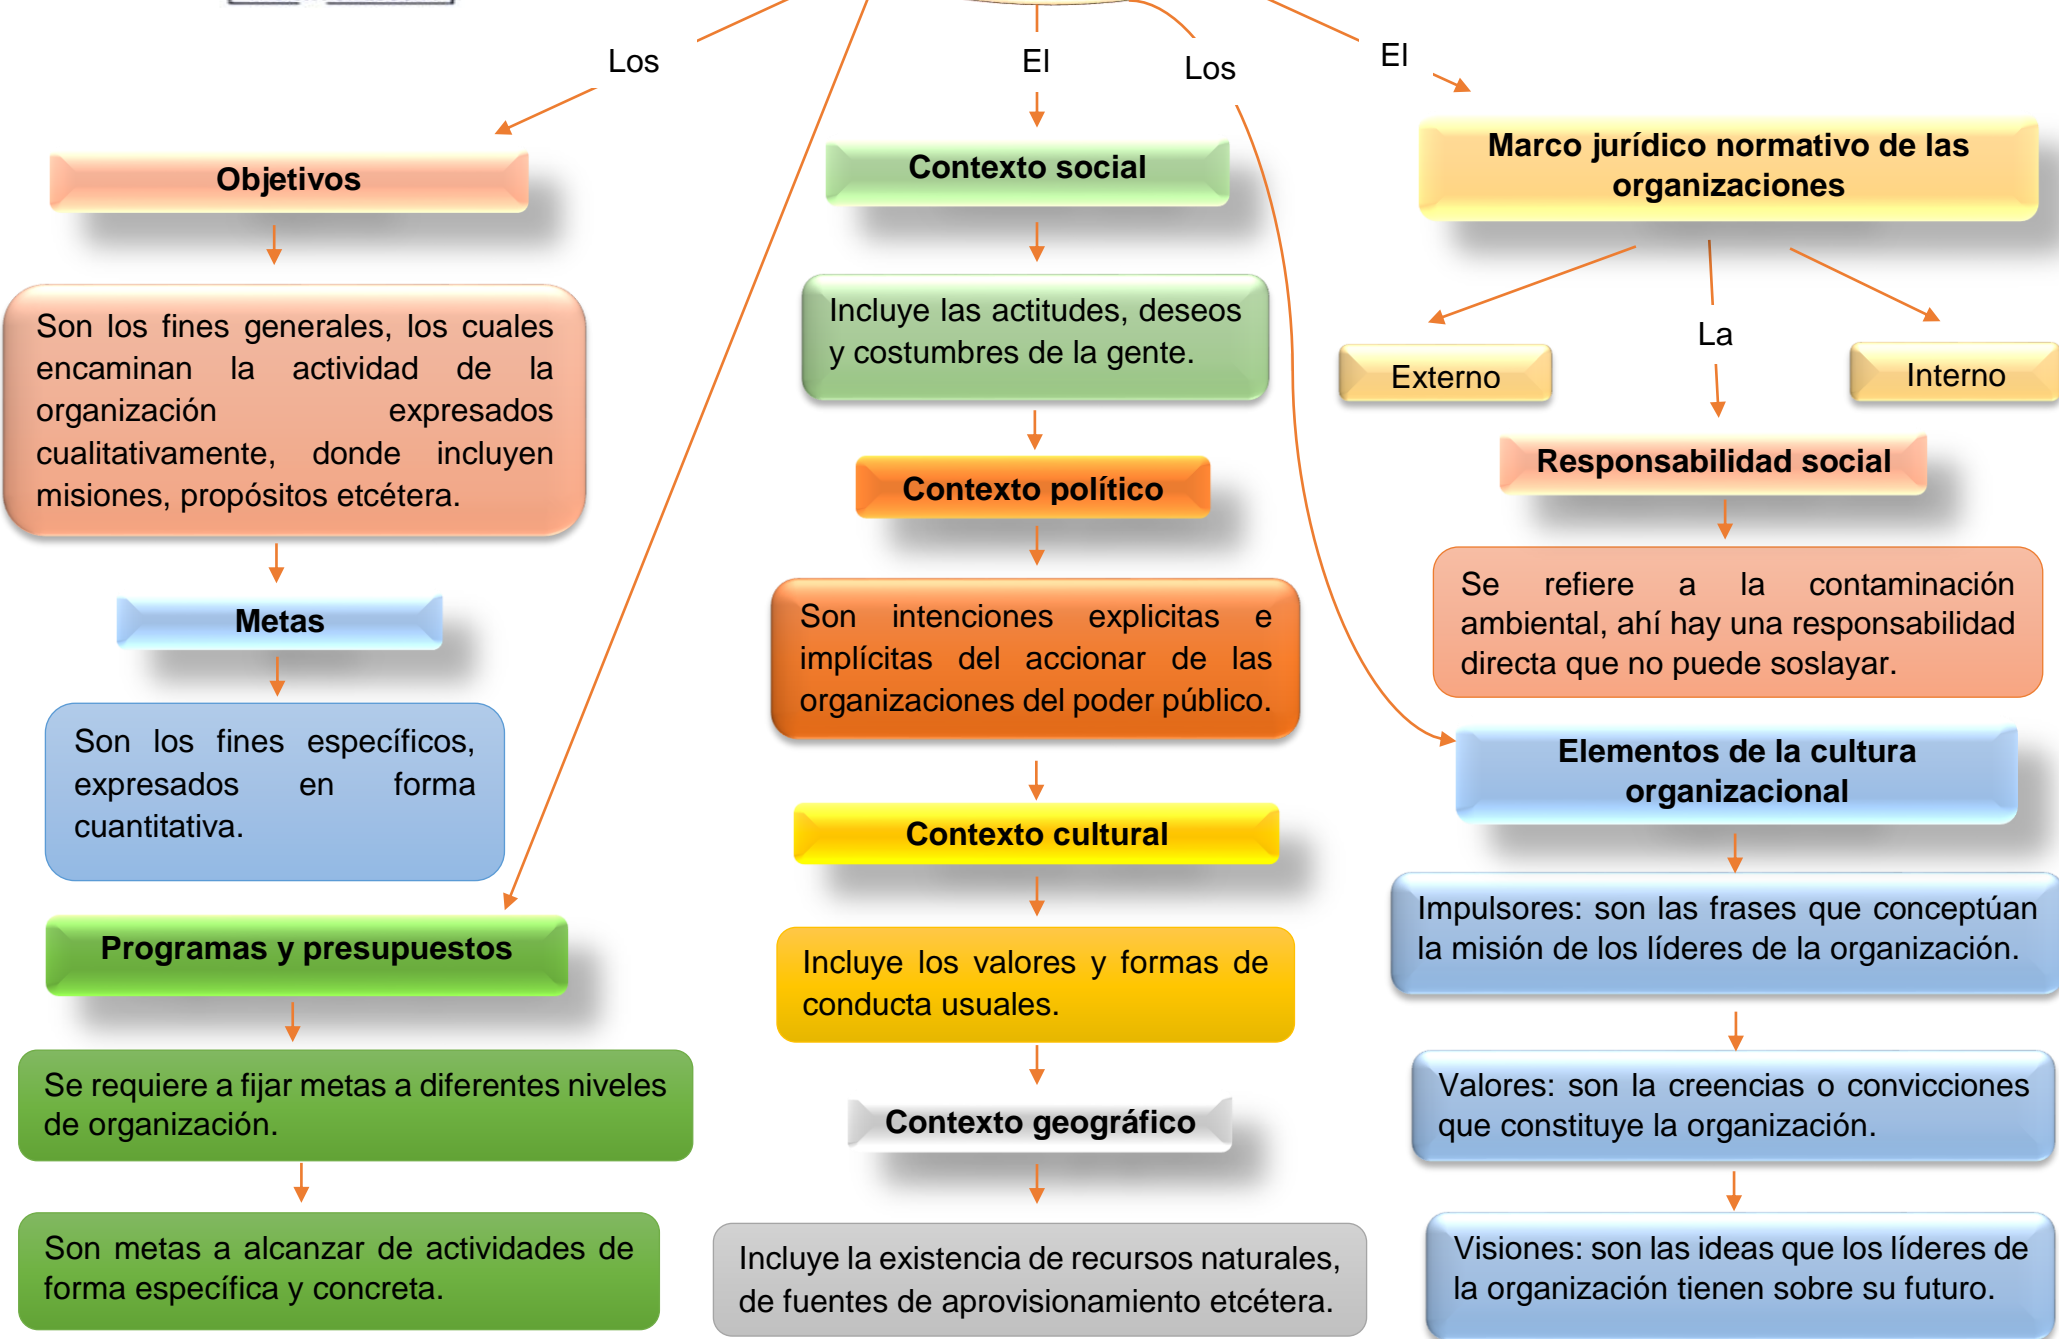 Los
El
Los
El
Objetivos
Son los fines generales, los cuales
encaminan la actividad de la
organización expresados
cualitativamente, donde incluyen
misiones, propósitos etcétera.
Metas
Son los fines específicos,
expresados en forma
cuantitativa.
Programas y presupuestos
Se requiere a fijar metas a diferentes niveles
de organización.
Son metas a alcanzar de actividades de
forma específica y concreta.
Contexto social
Incluye las actitudes, deseos
y costumbres de la gente.
Contexto político
Son intenciones explicitas e
implícitas del accionar de las
organizaciones del poder público.
Contexto cultural
Incluye los valores y formas de
conducta usuales.
Contexto geográfico
Incluye la existencia de recursos naturales,
de fuentes de aprovisionamiento etcétera.
Marco jurídico normativo de las
organizaciones
Externo
La
Interno
Responsabilidad social
Se refiere a la contaminación
ambiental, ahí hay una responsabilidad
directa que no puede soslayar.
Elementos de la cultura
organizacional
Impulsores: son las frases que conceptúan
la misión de los líderes de la organización.
Valores: son la creencias o convicciones
que constituye la organización.
Visiones: son las ideas que los líderes de
la organización tienen sobre su futuro.